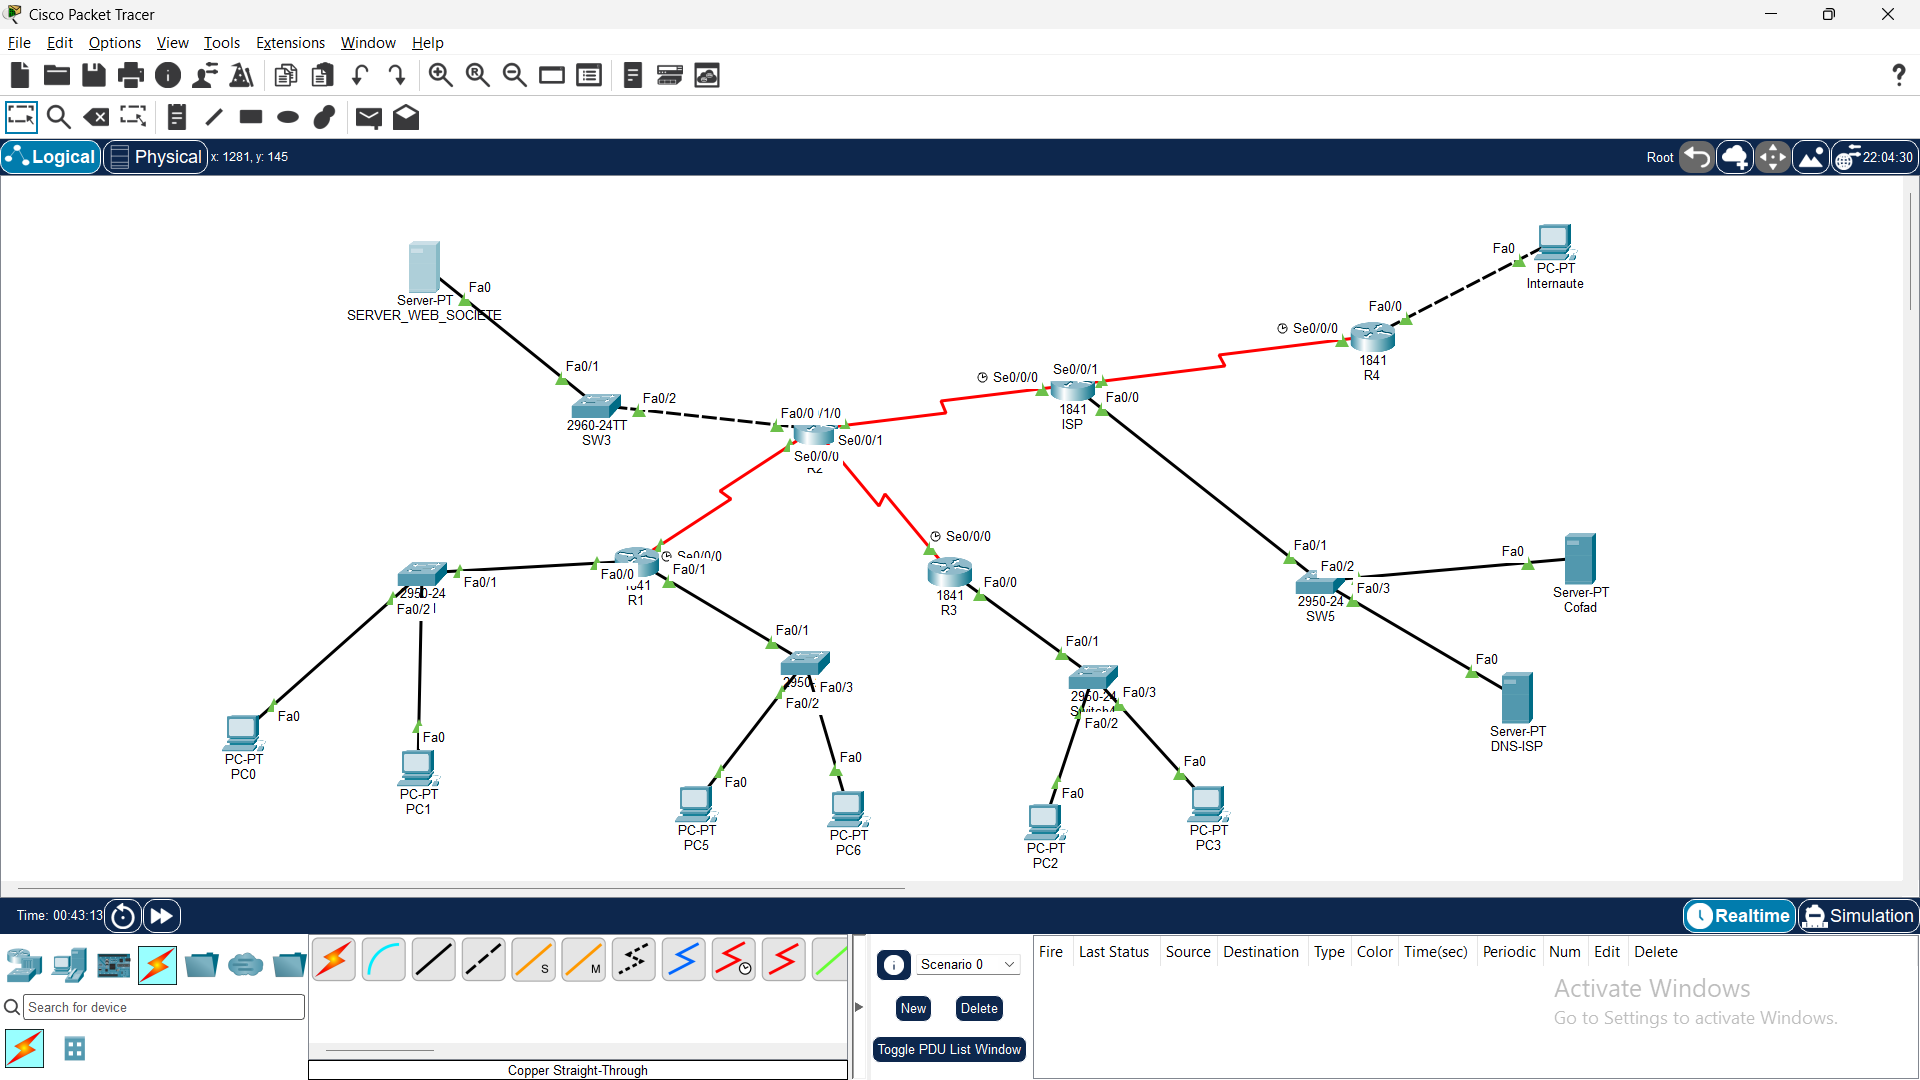 Cisco Packet Tracer
File Edit Options View Tools Extensions Window Help
Logical Physical x: 1281, y: 145 Root 22:04:30
Fa0
Server-PT
SERVER_WEB_SOCIETE
Fa0/1
Fa0/2
2960-24TT
SW3
Fa0/0 /1/0
Se0/0/1
Se0/0/0
R2
Se0/0/0
Se0/0/1
Fa0/0
1841
ISP
Se0/0/0
Fa0/0
1841
R4
Fa0
PC-PT
Internaute
Fa0/1
2950-24
Fa0/2
Fa0/0
Se0/0/0
Fa0/1
1841
R1
Se0/0/0
Fa0/0
1841
R3
Fa0/1
Fa0/2
Fa0/3
2950-24
SW5
Fa0
Server-PT
Cofad
Fa0
Server-PT
DNS-ISP
Fa0/1
2950-
Fa0/3
Fa0/2
Fa0/1
2950-24
Switch4
Fa0/3
Fa0/2
Fa0
PC-PT
PC0
Fa0
PC-PT
PC1
Fa0
PC-PT
PC5
Fa0
PC-PT
PC6
Fa0
PC-PT
PC2
Fa0
PC-PT
PC3
Time: 00:43:13 Realtime Simulation
Search for device
S
M
Copper Straight-Through
Scenario 0
New Delete
Toggle PDU List Window
Fire Last Status Source Destination Type Color Time(sec) Periodic Num Edit Delete
Activate Windows
Go to Settings to activate Windows.